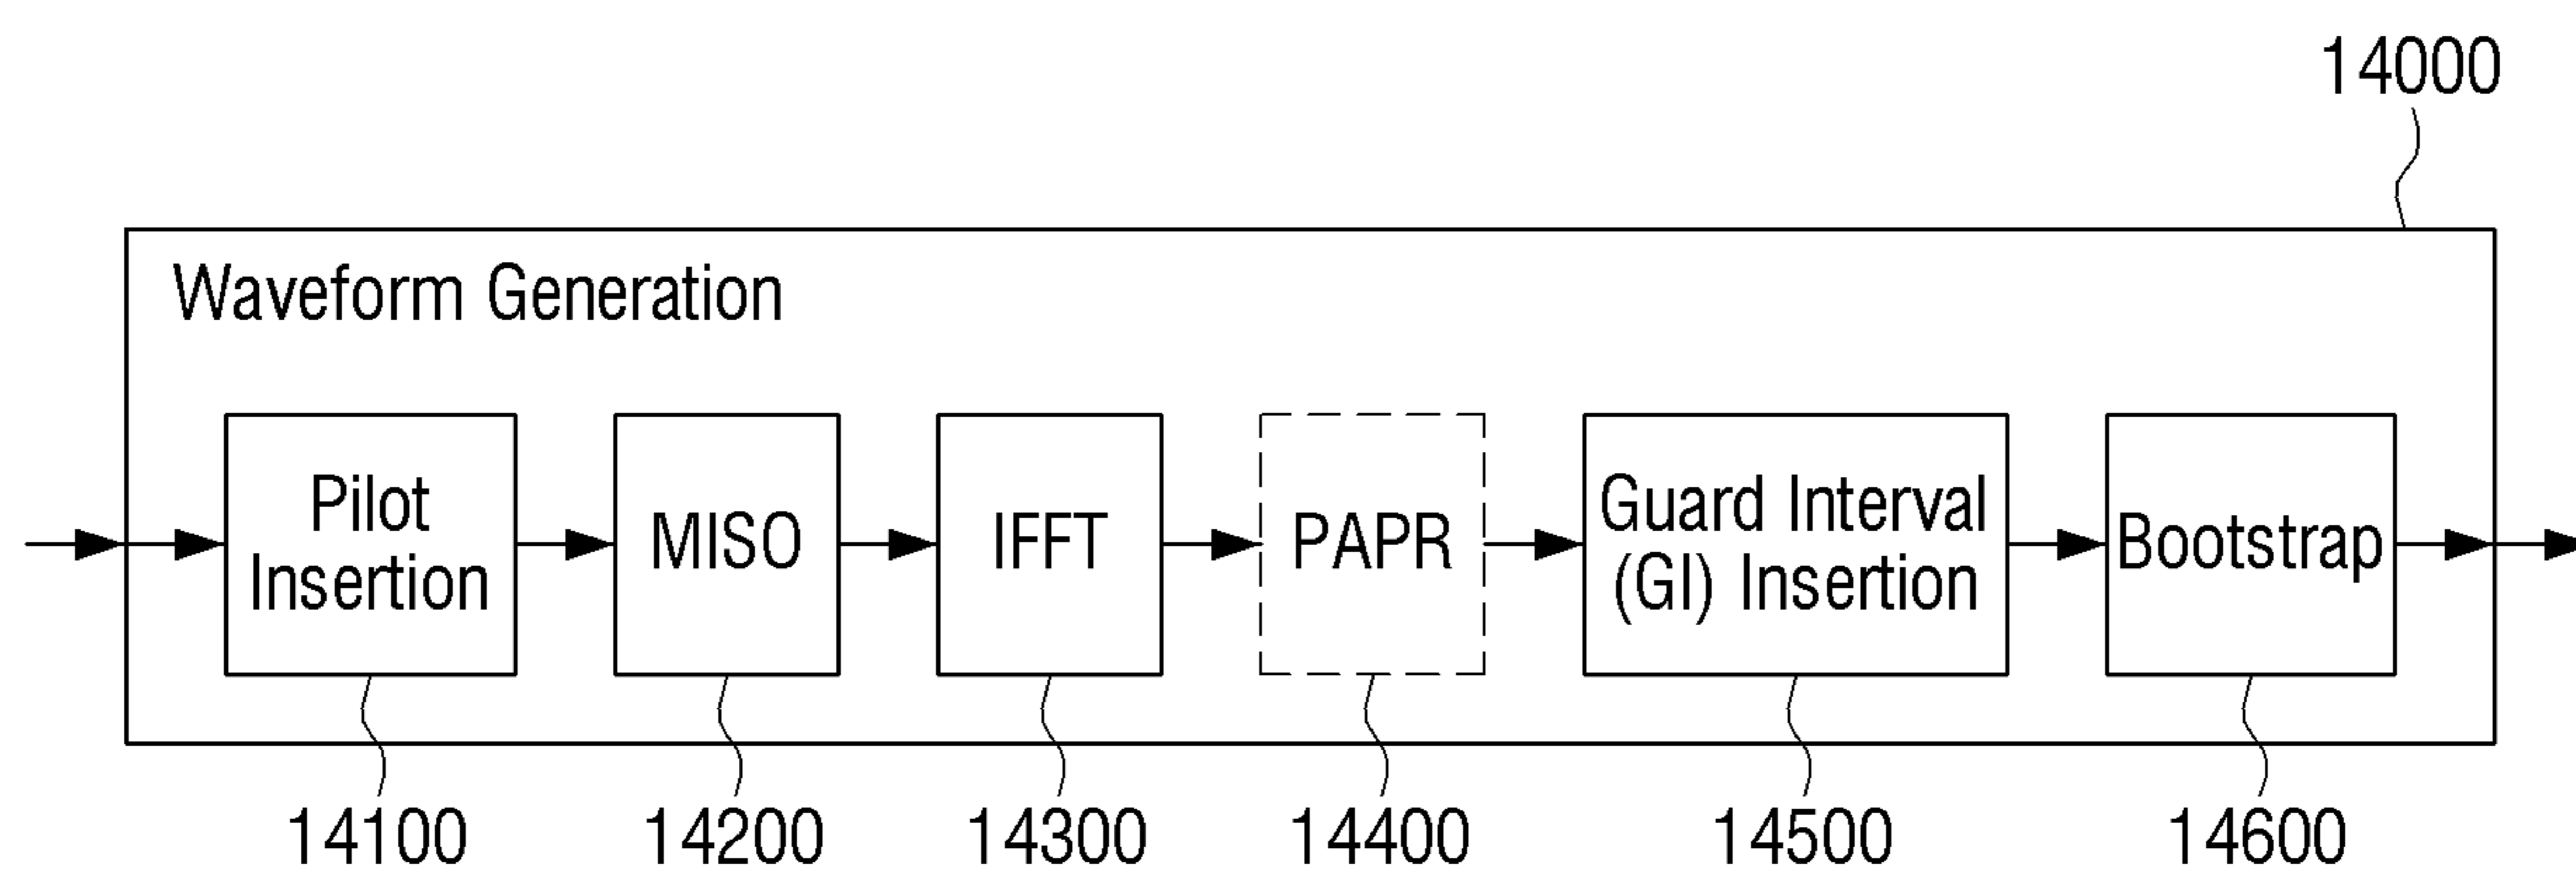 14000
Waveform Generation
Pilot
Insertion
MISO
IFFT
PAPR
Guard Interval
(GI) Insertion
Bootstrap
14100
14200
14300
14400
14500
14600